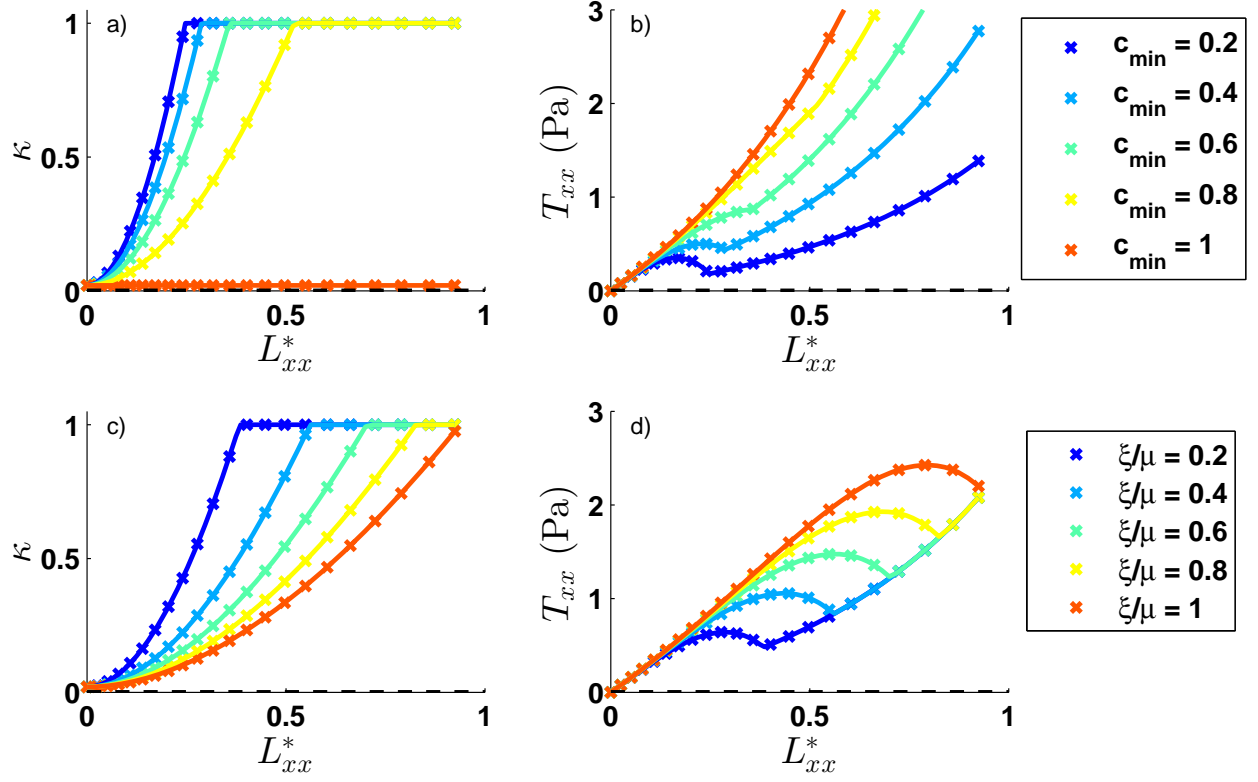 a)
1
0.5
0
κ
0
0.5
1
L*xx
b)
3
2
1
0
Txx (Pa)
0
0.5
1
L*xx
cmin = 0.2
cmin = 0.4
cmin = 0.6
cmin = 0.8
cmin = 1
c)
1
0.5
0
κ
0
0.5
1
L*xx
d)
3
2
1
0
Txx (Pa)
0
0.5
1
L*xx
ξ/μ = 0.2
ξ/μ = 0.4
ξ/μ = 0.6
ξ/μ = 0.8
ξ/μ = 1